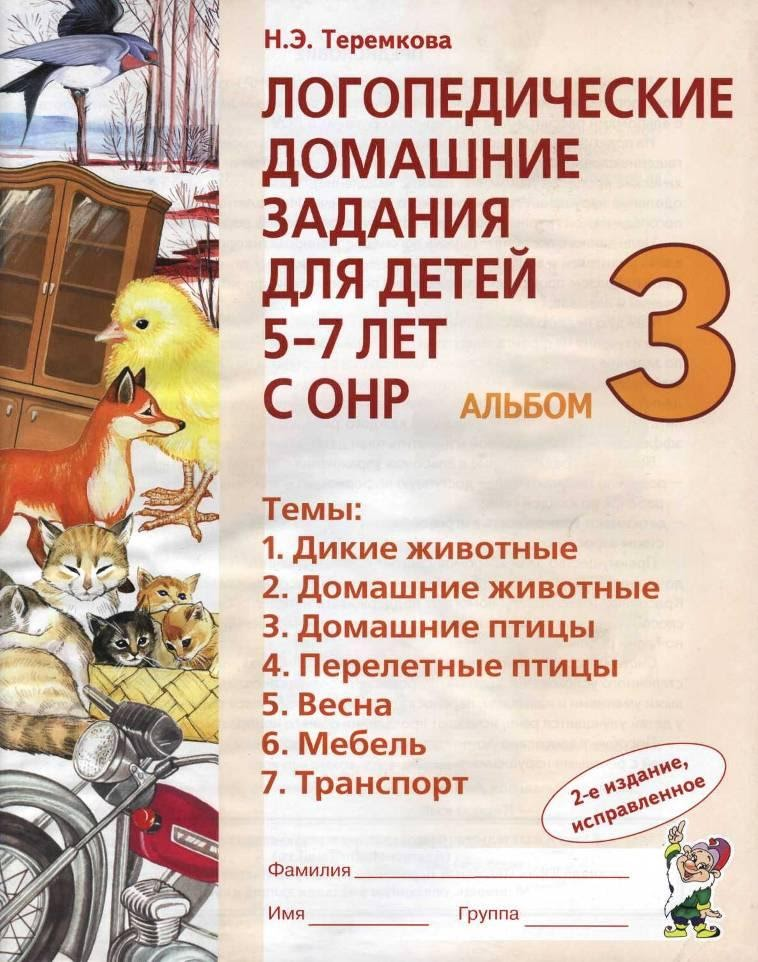 Н.Э. Теремкова
ЛОГОПЕДИЧЕСКИЕ
ДОМАШНИЕ
ЗАДАНИЯ
ДЛЯ ДЕТЕЙ
5–7 ЛЕТ
С ОНР АЛЬБОМ 3
Темы:
1. Дикие животные
2. Домашние животные
3. Домашние птицы
4. Перелетные птицы
5. Весна
6. Мебель
7. Транспорт
2-е издание,
исправленное
Фамилия
Имя Группа